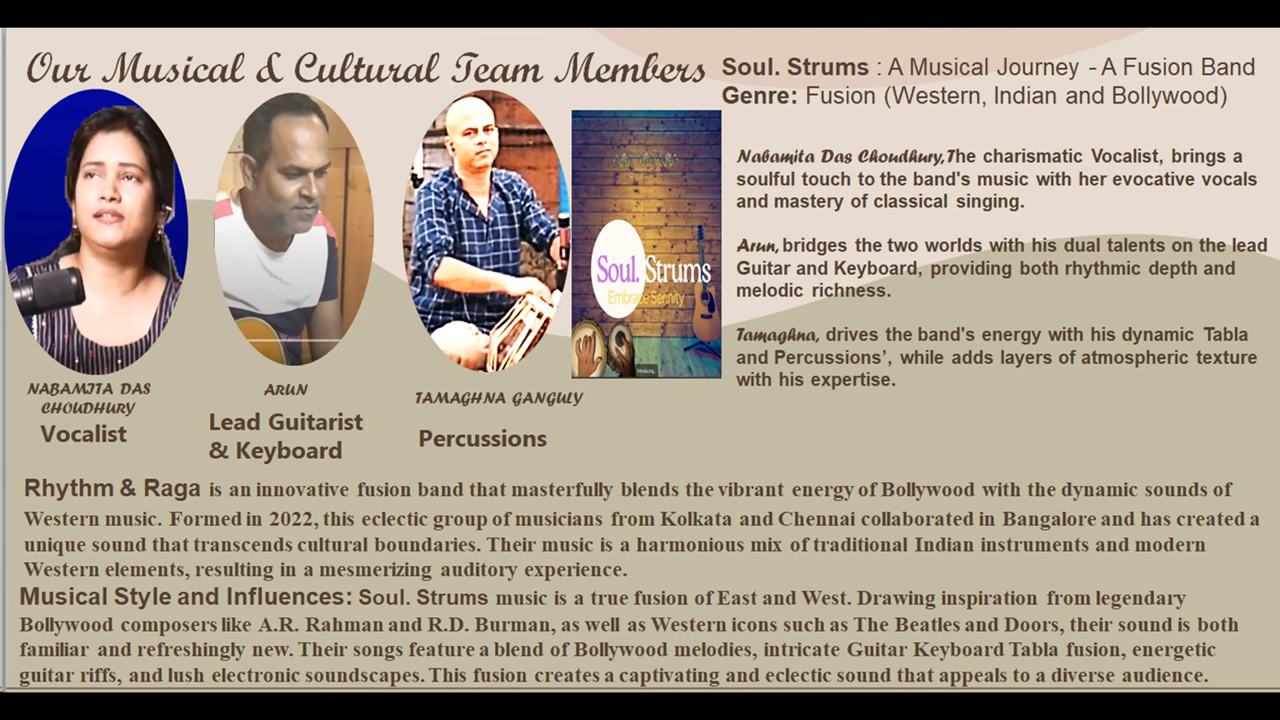 Our Musical & Cultural Team Members
Soul. Strums : A Musical Journey - A Fusion Band
Genre: Fusion (Western, Indian and Bollywood)
Nabamita Das Choudhury,The charismatic Vocalist, brings a
soulful touch to the band's music with her evocative vocals
and mastery of classical singing.
Arun, bridges the two worlds with his dual talents on the lead
Guitar and Keyboard, providing both rhythmic depth and
melodic richness.
Tamaghna, drives the band's energy with his dynamic Tabla
and Percussions’, while adds layers of atmospheric texture
with his expertise.
Soul. Strums
Embrace Serinity
NABAMITA DAS
CHOUDHURY
Vocalist
ARUN
Lead Guitarist
& Keyboard
TAMAGHNA GANGULY
Percussions
Rhythm & Raga is an innovative fusion band that masterfully blends the vibrant energy of Bollywood with the dynamic sounds of
Western music. Formed in 2022, this eclectic group of musicians from Kolkata and Chennai collaborated in Bangalore and has created a
unique sound that transcends cultural boundaries. Their music is a harmonious mix of traditional Indian instruments and modern
Western elements, resulting in a mesmerizing auditory experience.
Musical Style and Influences: Soul. Strums music is a true fusion of East and West. Drawing inspiration from legendary
Bollywood composers like A.R. Rahman and R.D. Burman, as well as Western icons such as The Beatles and Doors, their sound is both
familiar and refreshingly new. Their songs feature a blend of Bollywood melodies, intricate Guitar Keyboard Tabla fusion, energetic
guitar riffs, and lush electronic soundscapes. This fusion creates a captivating and eclectic sound that appeals to a diverse audience.